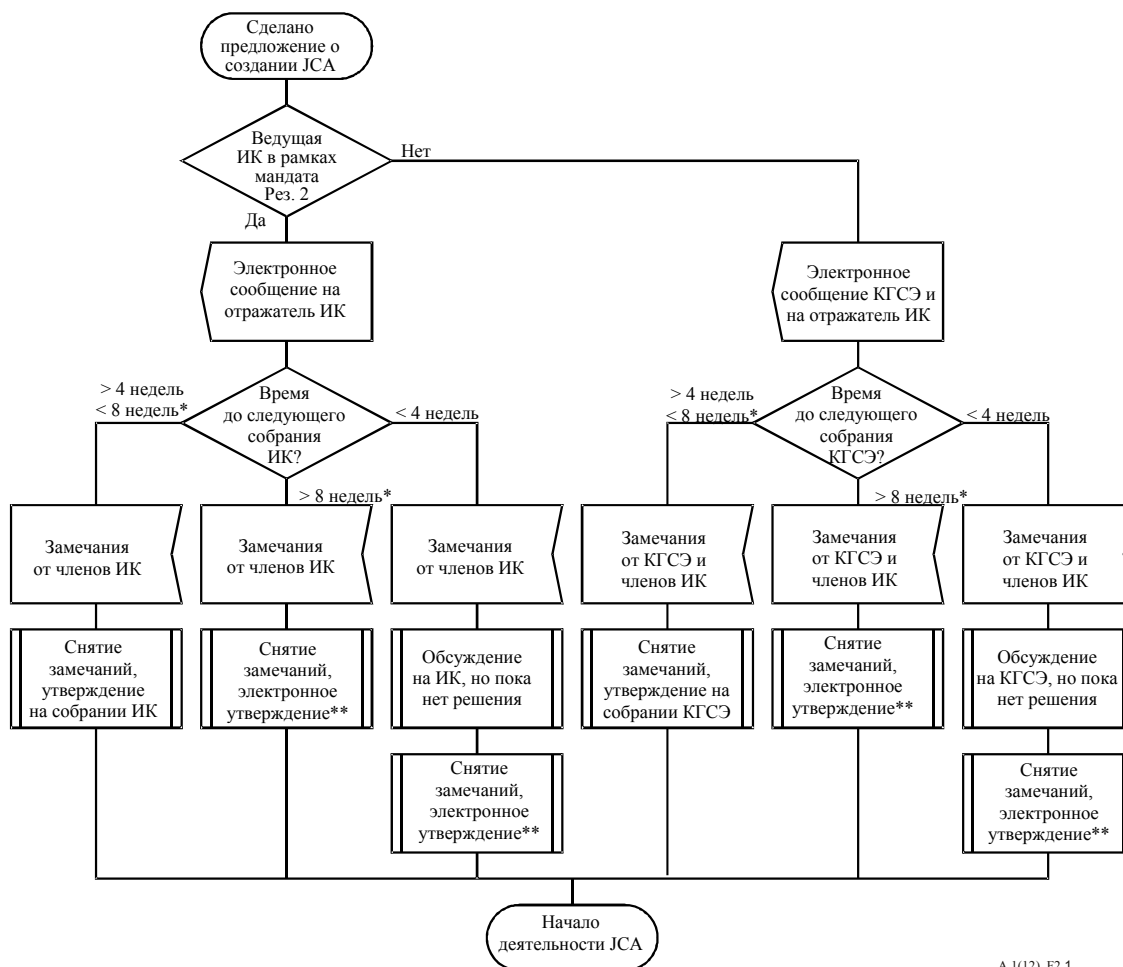 Сделано
предложение о
создании JCA
Ведущая
ИК в рамках
мандата
Рез. 2
Нет
Да
Электронное
сообщение на
отражатель ИК
Электронное
сообщение КГСЭ и
на отражатель ИК
> 4 недель
< 8 недель*
Время
до следующего
собрания
ИК?
< 4 недель
> 8 недель*
> 4 недель
< 8 недель*
Время
до следующего
собрания
КГСЭ?
< 4 недель
> 8 недель*
Замечания
от членов ИК
Замечания
от членов ИК
Замечания
от членов ИК
Замечания
от КГСЭ и
членов ИК
Замечания
от КГСЭ и
членов ИК
Замечания
от КГСЭ и
членов ИК
Снятие
замечаний,
утверждение
на собрании ИК
Снятие
замечаний,
электронное
утверждение**
Обсуждение
на ИК, но пока
нет решения
Снятие
замечаний,
утверждение на
собрании КГСЭ
Снятие
замечаний,
электронное
утверждение**
Обсуждение
на КГСЭ, но пока
нет решения
Снятие
замечаний,
электронное
утверждение**
Снятие
замечаний,
электронное
утверждение**
Начало
деятельности JCA
A.1(12)_F2.1